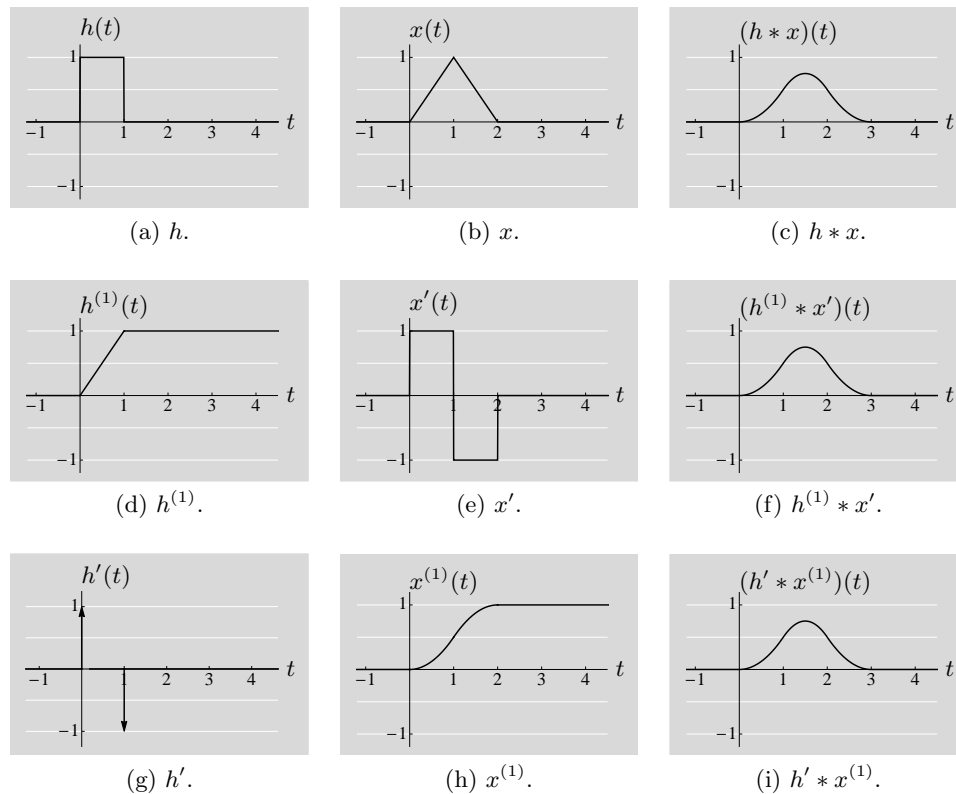 h(t) x(t) (h ∗ x)(t)
1 1 1
−1 1 2 3 4 t −1 1 2 3 4 t −1 1 2 3 4 t
−1 −1 −1
(a) h. (b) x. (c) h ∗ x.
h⁽¹⁾(t) x′(t) (h⁽¹⁾ ∗ x′)(t)
1 1 1
−1 1 2 3 4 t −1 1 2 3 4 t −1 1 2 3 4 t
−1 −1 −1
(d) h⁽¹⁾. (e) x′. (f) h⁽¹⁾ ∗ x′.
h′(t) x⁽¹⁾(t) (h′ ∗ x⁽¹⁾)(t)
1 1 1
−1 1 2 3 4 t −1 1 2 3 4 t −1 1 2 3 4 t
−1 −1 −1
(g) h′. (h) x⁽¹⁾. (i) h′ ∗ x⁽¹⁾.